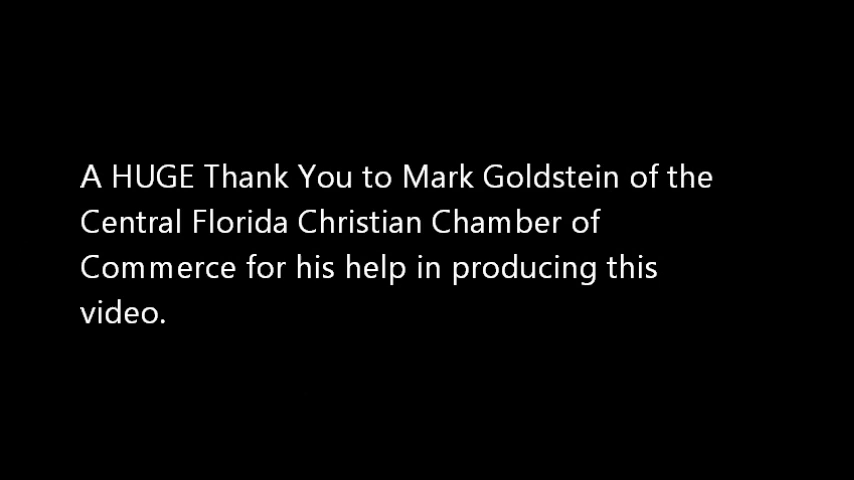 A HUGE Thank You to Mark Goldstein of the
Central Florida Christian Chamber of
Commerce for his help in producing this
video.